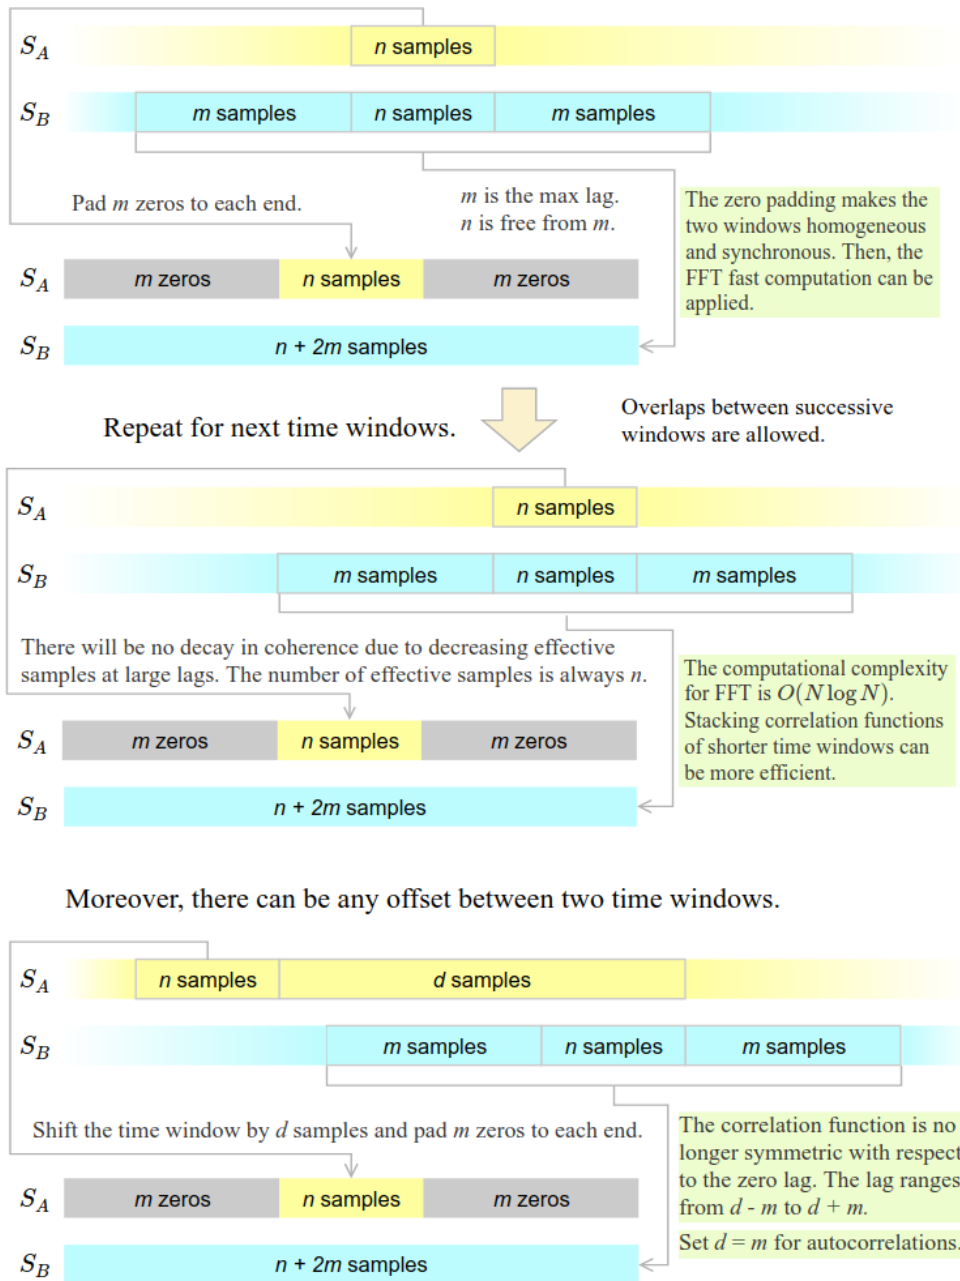 S_A n samples
S_B m samples n samples m samples
Pad m zeros to each end.
m is the max lag.
n is free from m.
The zero padding makes the
two windows homogeneous
and synchronous. Then, the
FFT fast computation can be
applied.
S_A m zeros n samples m zeros
S_B n + 2m samples
Repeat for next time windows.
Overlaps between successive
windows are allowed.
S_A n samples
S_B m samples n samples m samples
There will be no decay in coherence due to decreasing effective
samples at large lags. The number of effective samples is always n.
The computational complexity
for FFT is O(N log N).
Stacking correlation functions
of shorter time windows can
be more efficient.
S_A m zeros n samples m zeros
S_B n + 2m samples
Moreover, there can be any offset between two time windows.
S_A n samples d samples
S_B m samples n samples m samples
Shift the time window by d samples and pad m zeros to each end.
The correlation function is no
longer symmetric with respect
to the zero lag. The lag ranges
from d - m to d + m.
Set d = m for autocorrelations.
S_A m zeros n samples m zeros
S_B n + 2m samples